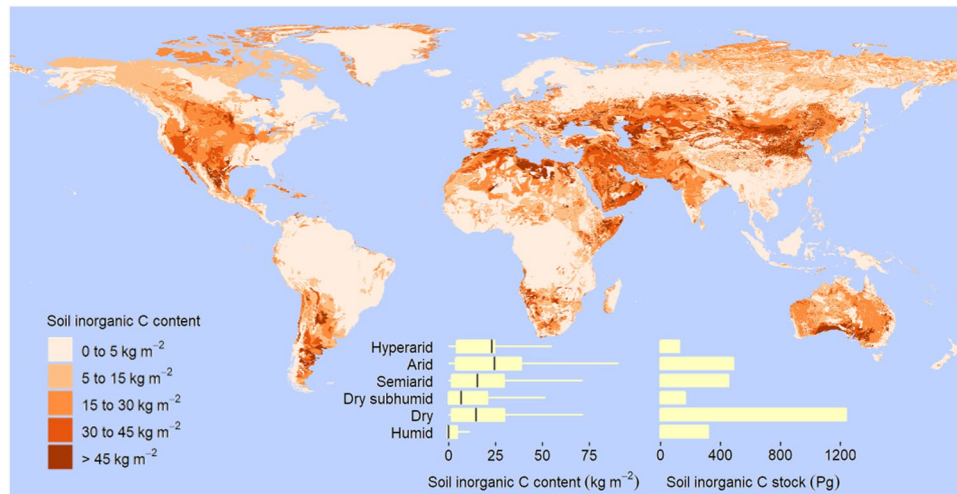 Soil inorganic C content
0 to 5 kg m⁻²
5 to 15 kg m⁻²
15 to 30 kg m⁻²
30 to 45 kg m⁻²
> 45 kg m⁻²
Hyperarid
Arid
Semiarid
Dry subhumid
Dry
Humid
0 25 50 75
Soil inorganic C content (kg m⁻²)
0 400 800 1200
Soil inorganic C stock (Pg)